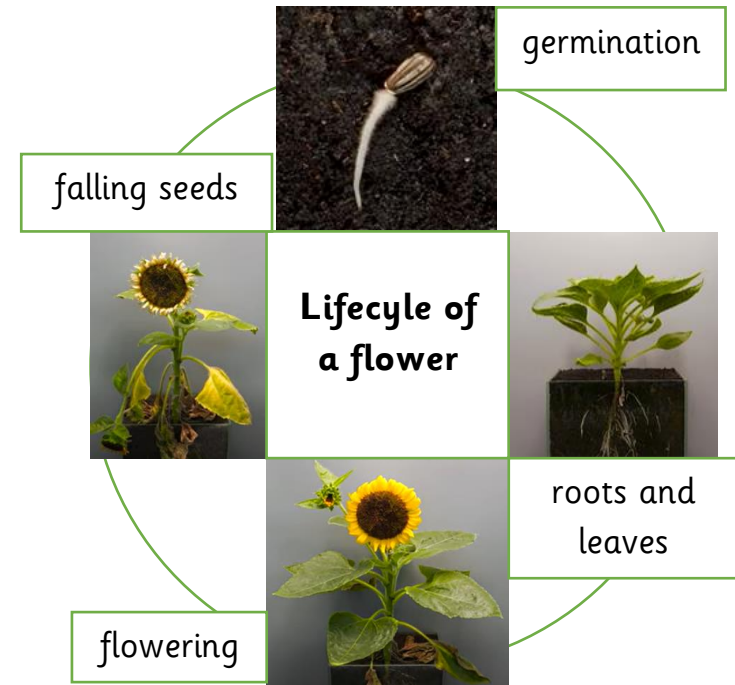 germination
falling seeds
Lifecyle of
a flower
roots and
leaves
flowering